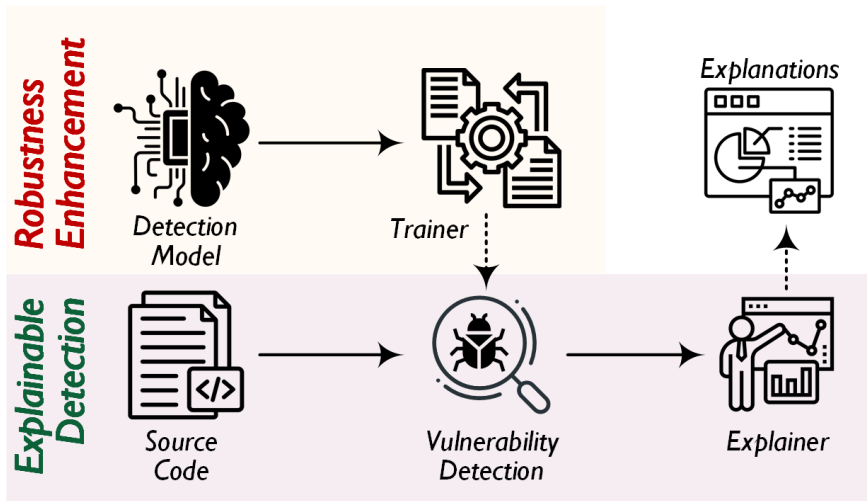 Robustness
Enhancement
Detection
Model
Trainer
Explanations
Explainable
Detection
Source
Code
</>
Vulnerability
Detection
Explainer